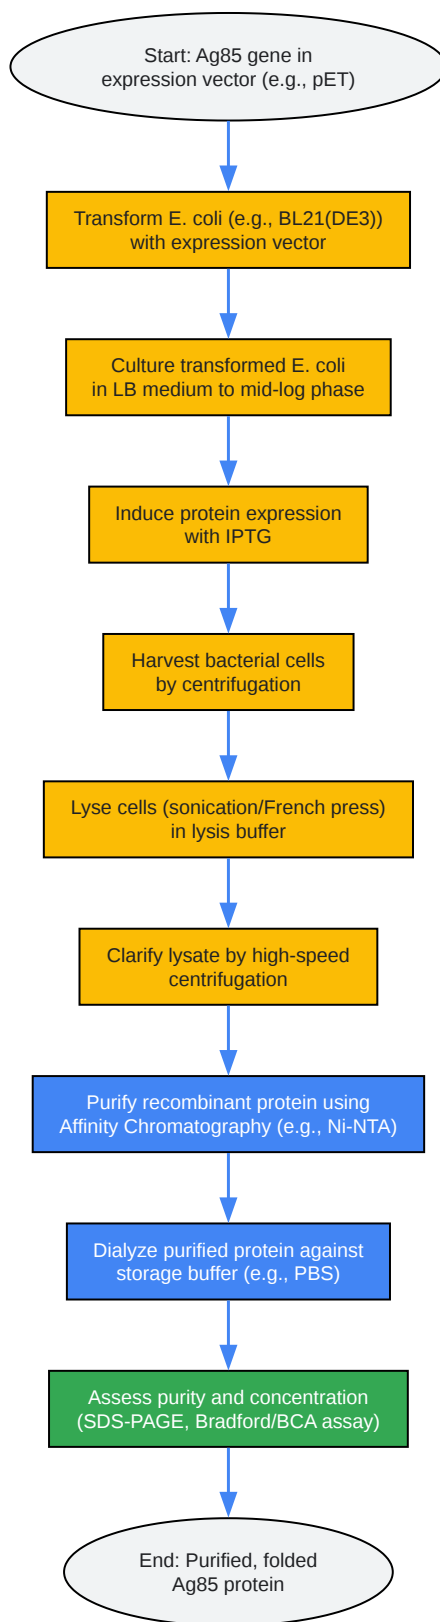 Start: Ag85 gene in
expression vector (e.g., pET)
Transform E. coli (e.g., BL21(DE3))
with expression vector
Culture transformed E. coli
in LB medium to mid-log phase
Induce protein expression
with IPTG
Harvest bacterial cells
by centrifugation
Lyse cells (sonication/French press)
in lysis buffer
Clarify lysate by high-speed
centrifugation
Purify recombinant protein using
Affinity Chromatography (e.g., Ni-NTA)
Dialyze purified protein against
storage buffer (e.g., PBS)
Assess purity and concentration
(SDS-PAGE, Bradford/BCA assay)
End: Purified, folded
Ag85 protein